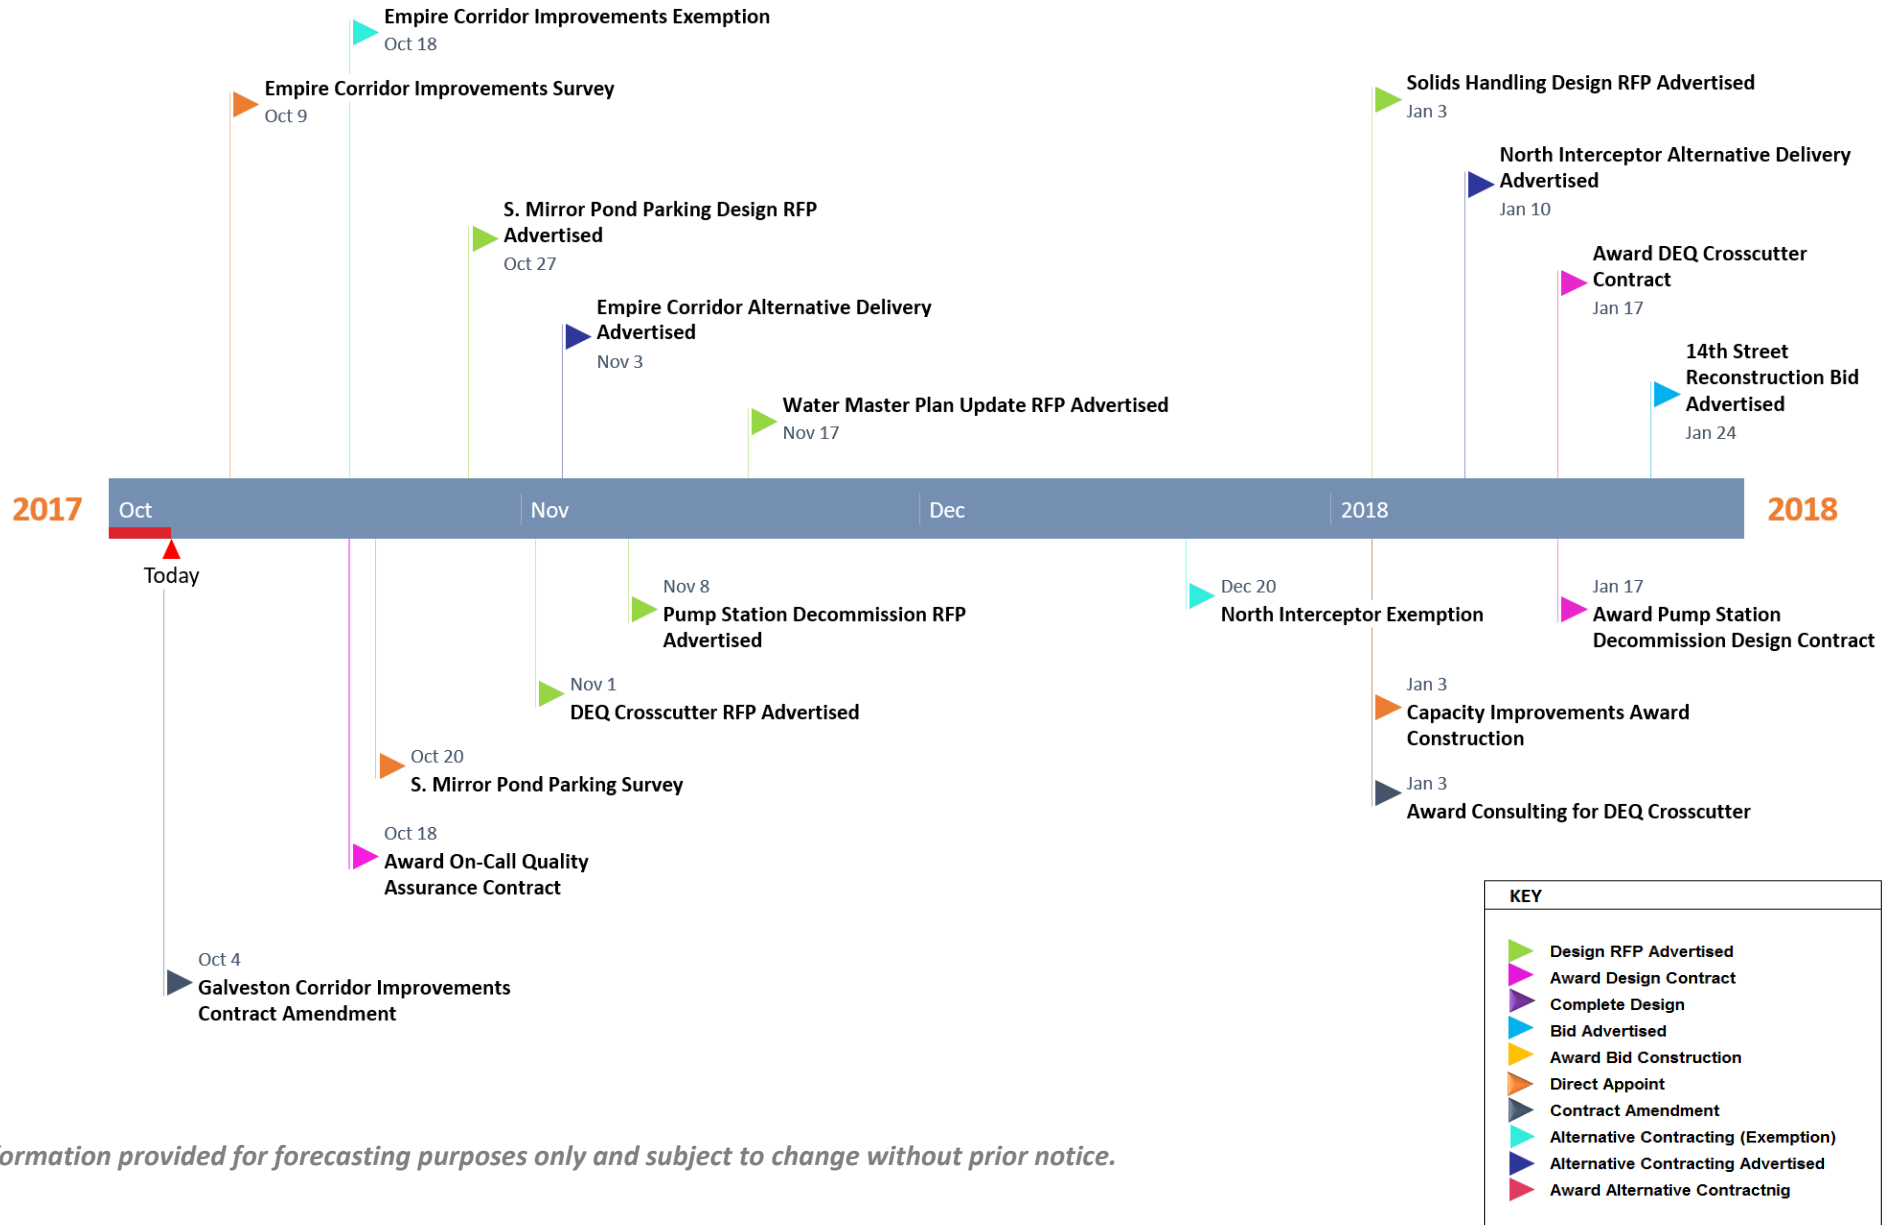 Empire Corridor Improvements Exemption
Oct 18
Empire Corridor Improvements Survey
Oct 9
S. Mirror Pond Parking Design RFP
Advertised
Oct 27
Empire Corridor Alternative Delivery
Advertised
Nov 3
Water Master Plan Update RFP Advertised
Nov 17
Solids Handling Design RFP Advertised
Jan 3
North Interceptor Alternative Delivery
Advertised
Jan 10
Award DEQ Crosscutter
Contract
Jan 17
14th Street
Reconstruction Bid
Advertised
Jan 24
2017
Oct
Nov
Dec
2018
2018
Today
Nov 8
Pump Station Decommission RFP
Advertised
Nov 1
DEQ Crosscutter RFP Advertised
Oct 20
S. Mirror Pond Parking Survey
Oct 18
Award On-Call Quality
Assurance Contract
Oct 4
Galveston Corridor Improvements
Contract Amendment
Dec 20
North Interceptor Exemption
Jan 17
Award Pump Station
Decommission Design Contract
Jan 3
Capacity Improvements Award
Construction
Jan 3
Award Consulting for DEQ Crosscutter
KEY
Design RFP Advertised
Award Design Contract
Complete Design
Bid Advertised
Award Bid Construction
Direct Appoint
Contract Amendment
Alternative Contracting (Exemption)
Alternative Contracting Advertised
Award Alternative Contractnig
formation provided for forecasting purposes only and subject to change without prior notice.